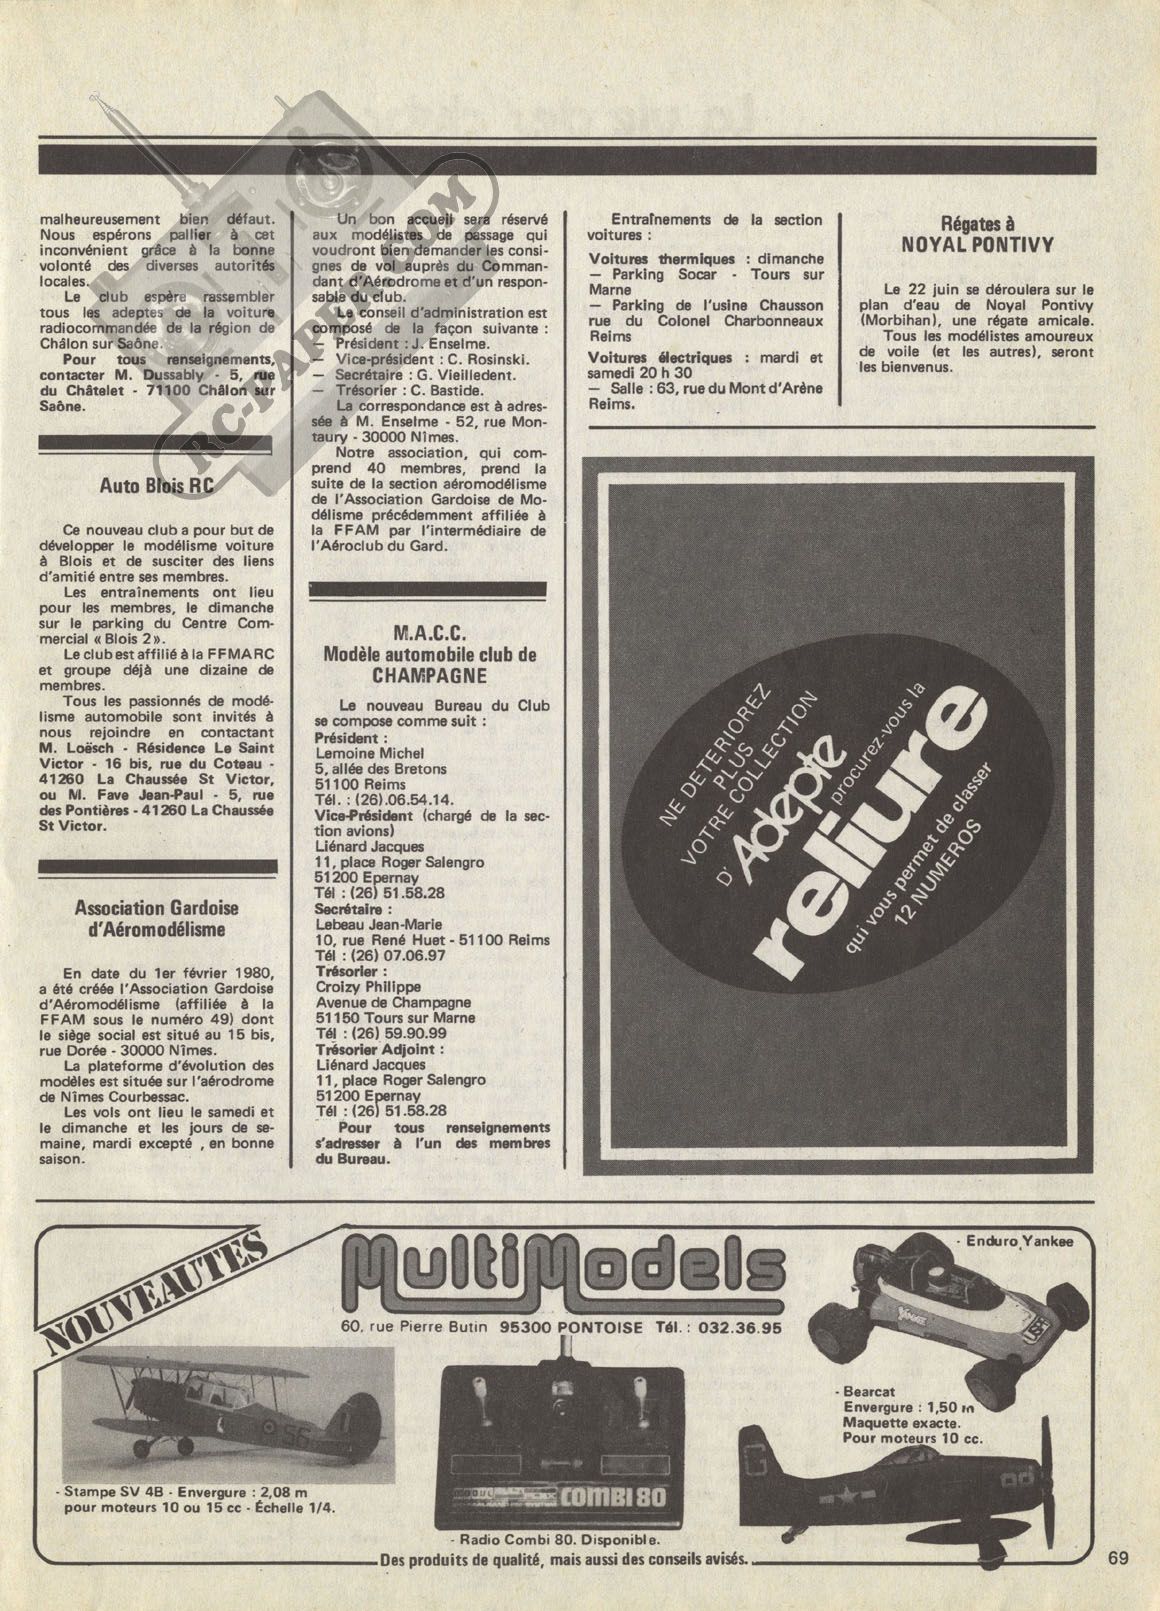 malheureusement bien défaut.
Nous espérons pallier à cet
inconvénient grâce à la bonne
volonté des diverses autorités
locales.
Le club espère rassembler
tous les adeptes de la voiture
radiocommandée de la région de
Châlon sur Saône.
Pour tous renseignements,
contacter M. Dussably - 5, rue
du Châtelet - 71100 Châlon sur
Saône.
Auto Blois RC
Ce nouveau club a pour but de
développer le modélisme voiture
à Blois et de susciter des liens
d'amitié entre ses membres.
Les entraînements ont lieu
pour les membres, le dimanche
sur le parking du Centre Com-
mercial « Blois 2 ».
Le club est affilié à la FFMARC
et groupe déjà une dizaine de
membres.
Tous les passionnés de modé-
lisme automobile sont invités à
nous rejoindre en contactant
M. Loësch - Résidence Le Saint
Victor - 16 bis, rue du Coteau -
41260 La Chaussée St Victor,
ou M. Fave Jean-Paul - 5, rue
des Pontières - 41260 La Chaussée
St Victor.
Association Gardoise
d'Aéromodélisme
En date du 1er février 1980,
a été créée l'Association Gardoise
d'Aéromodélisme (affiliée à la
FFAM sous le numéro 49) dont
le siège social est situé au 15 bis,
rue Dorée - 30000 Nîmes.
La plateforme d'évolution des
modèles est située sur l'aérodrome
de Nîmes Courbessac.
Les vols ont lieu le samedi et
le dimanche et les jours de se-
maine, mardi excepté , en bonne
saison.
Un bon accueil sera réservé
aux modélistes de passage qui
voudront bien demander les consi-
gnes de vol auprès du Comman-
dant d'Aérodrome et d'un respon-
sable du club.
Le conseil d'administration est
composé de la façon suivante :
— Président : J. Enselme.
— Vice-président : C. Rosinski.
— Secrétaire : G. Vieilledent.
— Trésorier : C. Bastide.
La correspondance est à adres-
sée à M. Enselme - 52, rue Mon-
taury - 30000 Nîmes.
Notre association, qui com-
prend 40 membres, prend la
suite de la section aéromodélisme
de l'Association Gardoise de Mo-
délisme précédemment affiliée à
la FFAM par l'intermédiaire de
l'Aéroclub du Gard.
M.A.C.C.
Modèle automobile club de
CHAMPAGNE
Le nouveau Bureau du Club
se compose comme suit :
Président :
Lemoine Michel
5, allée des Bretons
51100 Reims
Tél. : (26).06.54.14.
Vice-Président (chargé de la sec-
tion avions)
Liénard Jacques
11, place Roger Salengro
51200 Epernay
Tél : (26) 51.58.28
Secrétaire :
Lebeau Jean-Marie
10, rue René Huet - 51100 Reims
Tél : (26) 07.06.97
Trésorier :
Croizy Philippe
Avenue de Champagne
51150 Tours sur Marne
Tél : (26) 59.90.99
Trésorier Adjoint :
Liénard Jacques
11, place Roger Salengro
51200 Epernay
Tél : (26) 51.58.28
Pour tous renseignements
s'adresser à l'un des membres
du Bureau.
Entraînements de la section
voitures :
Voitures thermiques : dimanche
— Parking Socar - Tours sur
Marne
— Parking de l'usine Chausson
rue du Colonel Charbonneaux
Reims
Voitures électriques : mardi et
samedi 20 h 30
— Salle : 63, rue du Mont d'Arène
Reims.
Régates à
NOYAL PONTIVY
Le 22 juin se déroulera sur le
plan d'eau de Noyal Pontivy
(Morbihan), une régate amicale.
Tous les modélistes amoureux
de voile (et les autres), seront
les bienvenus.
RC-PAPER.COM
NE DETERIOREZ
PLUS
VOTRE COLLECTION
D'Adepte
procurez-vous la
reliure
qui vous permet de classer
12 NUMEROS
NOUVEAUTES
MultiModels
60, rue Pierre Butin 95300 PONTOISE Tél. : 032.36.95
- Enduro Yankee
YANKEE
USA
- Bearcat
Envergure : 1,50 m
Maquette exacte.
Pour moteurs 10 cc.
G
56
- Stampe SV 4B - Envergure : 2,08 m
pour moteurs 10 ou 15 cc - Échelle 1/4.
COMBI 80
- Radio Combi 80. Disponible.
Des produits de qualité, mais aussi des conseils avisés.
69